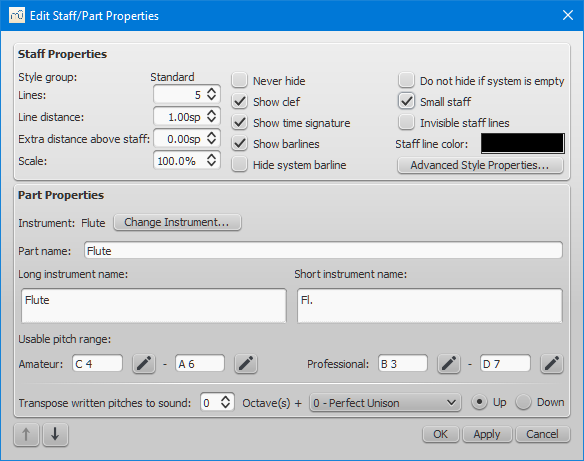 Edit Staff/Part Properties
Staff Properties
Style group: Standard
Lines: 5
Line distance: 1.00sp
Extra distance above staff: 0.00sp
Scale: 100.0%
Never hide
Show clef
Show time signature
Show barlines
Hide system barline
Do not hide if system is empty
Small staff
Invisible staff lines
Staff line color:
Advanced Style Properties...
Part Properties
Instrument: Flute Change Instrument...
Part name: Flute
Long instrument name: Short instrument name:
Flute Fl.
Usable pitch range:
Amateur: C 4 - A 6 Professional: B 3 - D 7
Transpose written pitches to sound: 0 Octave(s) + 0 - Perfect Unison Up Down
OK Apply Cancel